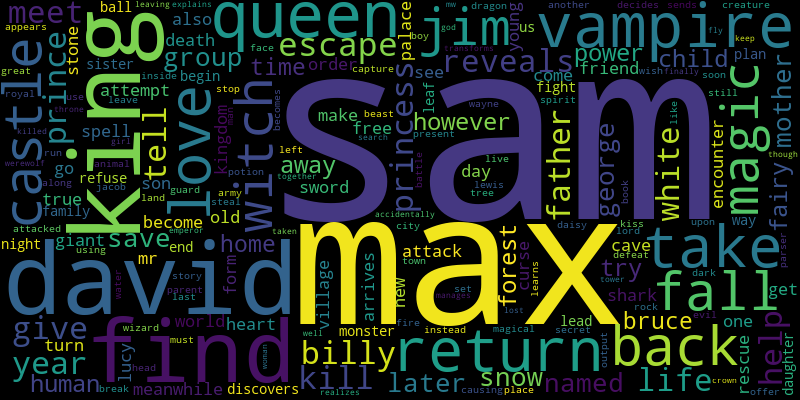 meet
appears
great
ball
stone
also
death
sister
face
queen
group
escape
time
order
jim
palace
leaf
see
god
boy
mw
dragon
fly
young
us
explains
leaving
another
decides
sends
creature
wish
finally
soon
keep
vampire
reveals
power
friend
come
fight
spirit
child
plan
still
castle
prince
royal
use
throne
killed
king
attempt
leave
inside
begin
capture
beast
search
stop
love
tell
witch
kingdom
man
becomes
make
free
however
present
wayne
transforms
sam
princess
battle
father
george
book
white
like
encounter
magic
fairy
mother
though
werewolf
run
animal
girl
spell
go
refuse
along
jacob
true
son
guard
potion
steal
land
army
left
away
together
sword
day
live
lewis
tree
family
become
old
attacked
night
giant
using
save
end
emperor
taken
mr
home
form
accidentally
city
daisy
kiss
upon
lord
way
david
mater
story
parent
last
max
village
arrives
new
town
attack
set
manages
forest
curse
learns
cave
defeat
take
dark
tower
parser
try
shark
rock
fall
evil
get
give
turn
find
wizard
must
world
heart
well
fire
monster
instead
magical
lost
lead
secret
bruce
one
back
help
crown
year
lucy
human
break
head
meanwhile
discovers
woman
billy
kill
realizes
return
later
snow
causing
place
named
output
life
rescue
offer
daughter